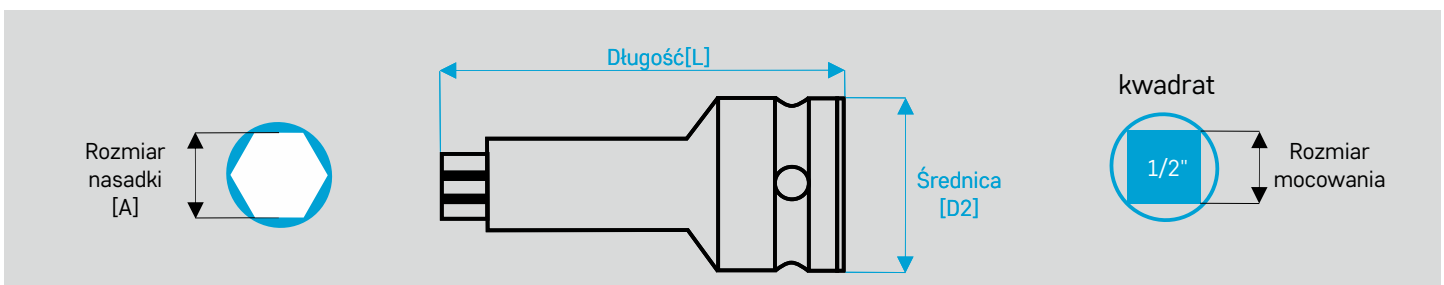 Rozmiar
nasadki
[A]
Długość[L]
Średnica
[D2]
kwadrat
1/2"
Rozmiar
mocowania